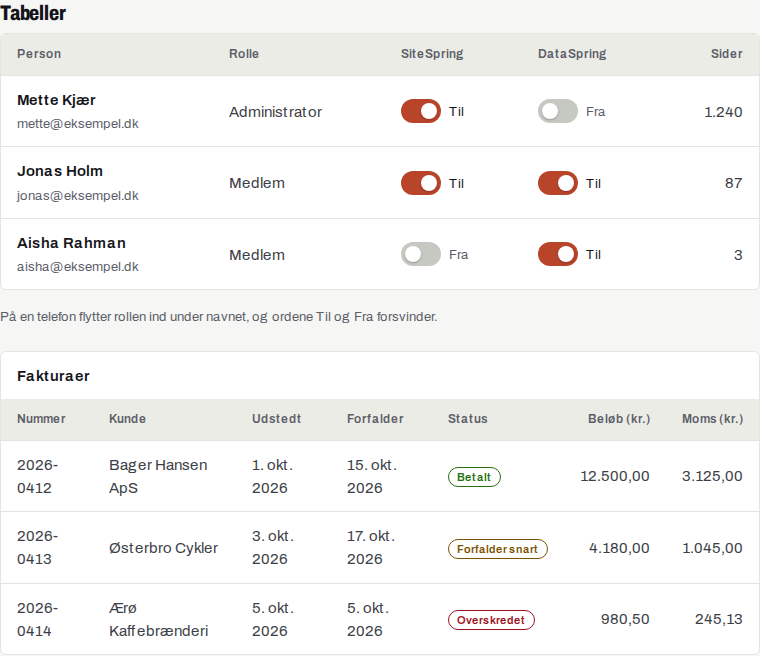 Tabeller
Person Rolle SiteSpring DataSpring Sider
Mette Kjær
mette@eksempel.dk
Administrator Til Fra 1.240
Jonas Holm
jonas@eksempel.dk
Medlem Til Til 87
Aisha Rahman
aisha@eksempel.dk
Medlem Fra Til 3
På en telefon flytter rollen ind under navnet, og ordene Til og Fra forsvinder.
Fakturaer
Nummer Kunde Udstedt Forfalder Status Beløb (kr.) Moms (kr.)
2026-0412 Bager Hansen ApS 1. okt. 2026 15. okt. 2026 Betalt 12.500,00 3.125,00
2026-0413 Østerbro Cykler 3. okt. 2026 17. okt. 2026 Forfalder snart 4.180,00 1.045,00
2026-0414 Ærø Kaffebrænderi 5. okt. 2026 5. okt. 2026 Overskredet 980,50 245,13